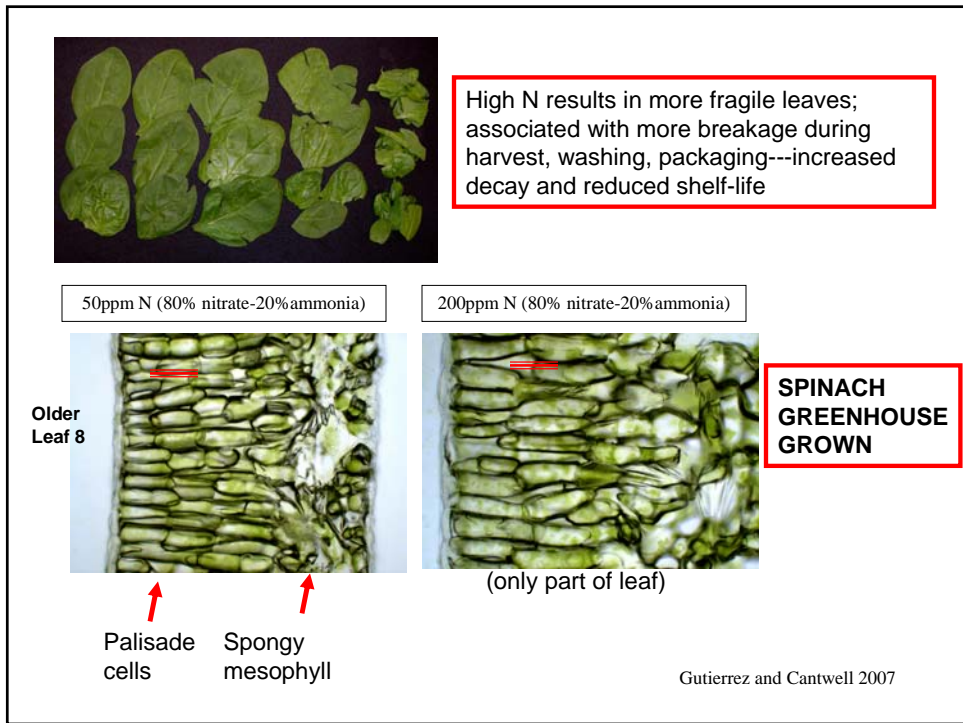 High N results in more fragile leaves;
associated with more breakage during
harvest, washing, packaging---increased
decay and reduced shelf-life
50ppm N (80% nitrate-20%ammonia)
200ppm N (80% nitrate-20%ammonia)
Older
Leaf 8
SPINACH
GREENHOUSE
GROWN
(only part of leaf)
Palisade
cells
Spongy
mesophyll
Gutierrez and Cantwell 2007